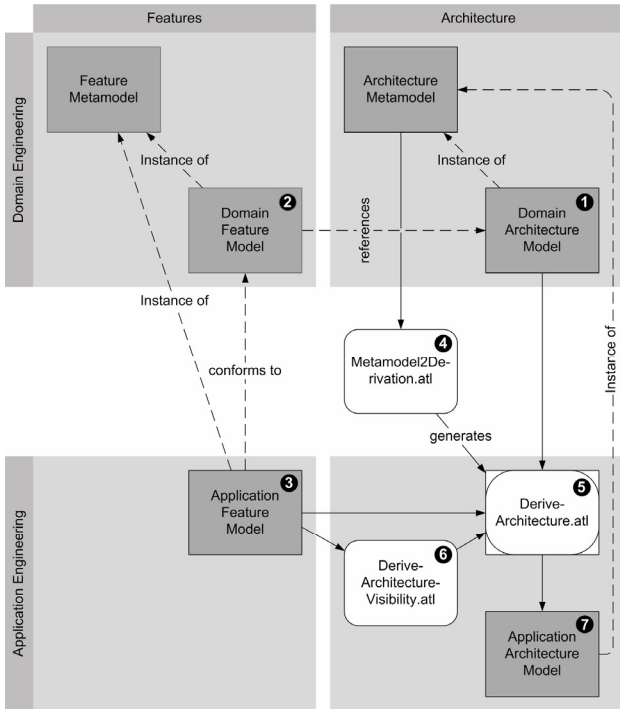 Features
Architecture
Domain Engineering
Feature
Metamodel
Architecture
Metamodel
Instance of
Instance of
2
Domain
Feature
Model
references
1
Domain
Architecture
Model
Instance of
conforms to
4
Metamodel2De-
rivation.atl
Instance of
generates
Application Engineering
3
Application
Feature
Model
5
Derive-
Architecture.atl
6
Derive-
Architecture-
Visibility.atl
7
Application
Architecture
Model